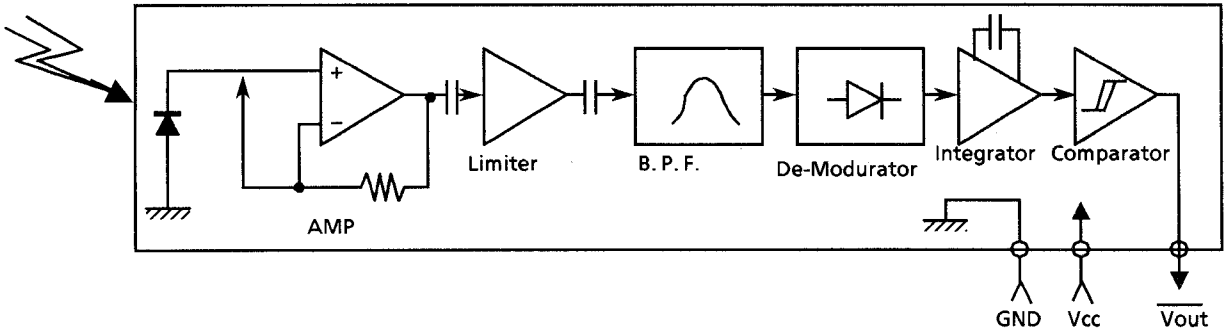 +
−
AMP
Limiter
B. P. F.
De-Modurator
Integrator
Comparator
GND
Vcc
Vout